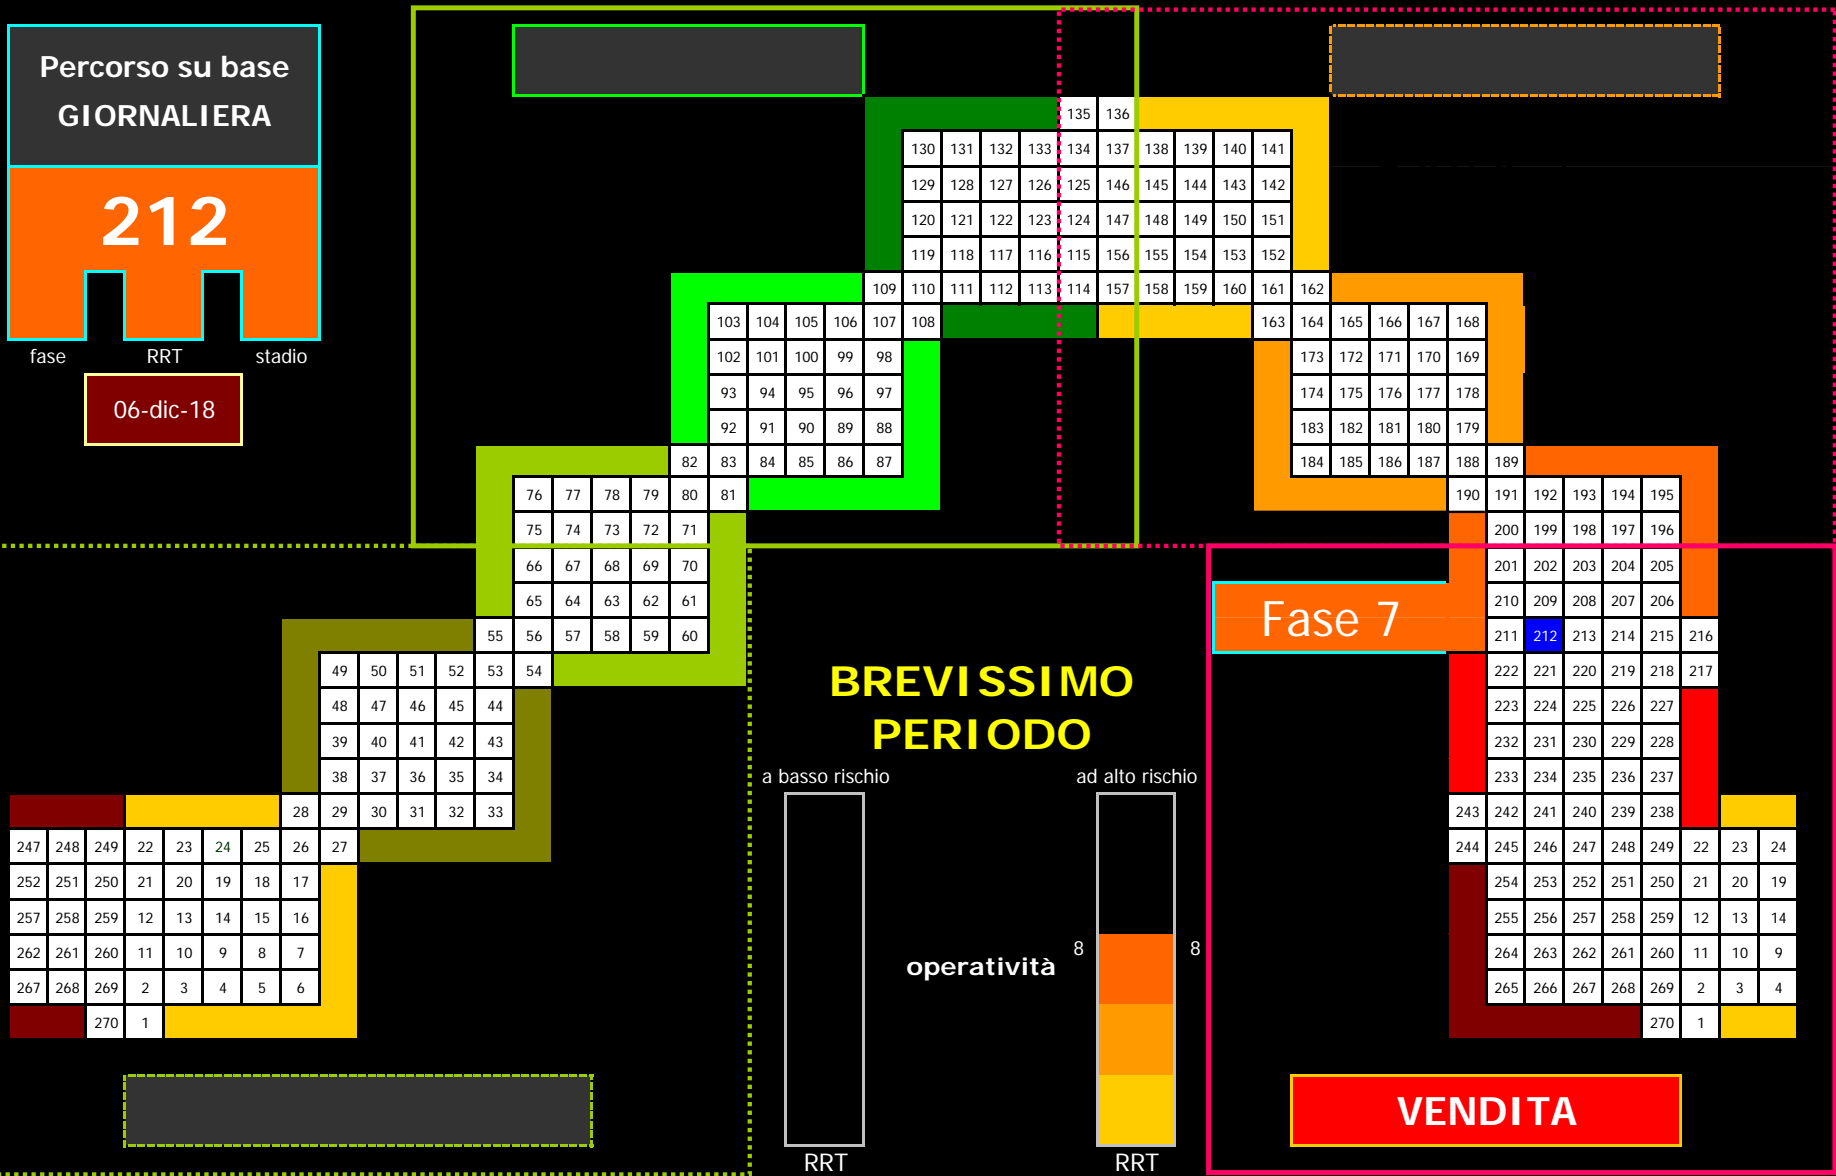 Percorso su base
GIORNALIERA
212
fase RRT stadio
06-dic-18
135 136
130 131 132 133 134 137 138 139 140 141
129 128 127 126 125 146 145 144 143 142
120 121 122 123 124 147 148 149 150 151
119 118 117 116 115 156 155 154 153 152
109 110 111 112 113 114 157 158 159 160 161 162
103 104 105 106 107 108 163 164 165 166 167 168
102 101 100 99 98 173 172 171 170 169
93 94 95 96 97 174 175 176 177 178
92 91 90 89 88 183 182 181 180 179
82 83 84 85 86 87 184 185 186 187 188 189
76 77 78 79 80 81 190 191 192 193 194 195
75 74 73 72 71 200 199 198 197 196
66 67 68 69 70 201 202 203 204 205
65 64 63 62 61 210 209 208 207 206
Fase 7
55 56 57 58 59 60 211 212 213 214 215 216
49 50 51 52 53 54 222 221 220 219 218 217
48 47 46 45 44 223 224 225 226 227
39 40 41 42 43 232 231 230 229 228
38 37 36 35 34 233 234 235 236 237
28 29 30 31 32 33 243 242 241 240 239 238
247 248 249 22 23 24 25 26 27 244 245 246 247 248 249 22 23 24
252 251 250 21 20 19 18 17 254 253 252 251 250 21 20 19
257 258 259 12 13 14 15 16 255 256 257 258 259 12 13 14
262 261 260 11 10 9 8 7 264 263 262 261 260 11 10 9
267 268 269 2 3 4 5 6 265 266 267 268 269 2 3 4
270 1 270 1
BREVISSIMO
PERIODO
a basso rischio ad alto rischio
8 8
operatività
RRT RRT
VENDITA